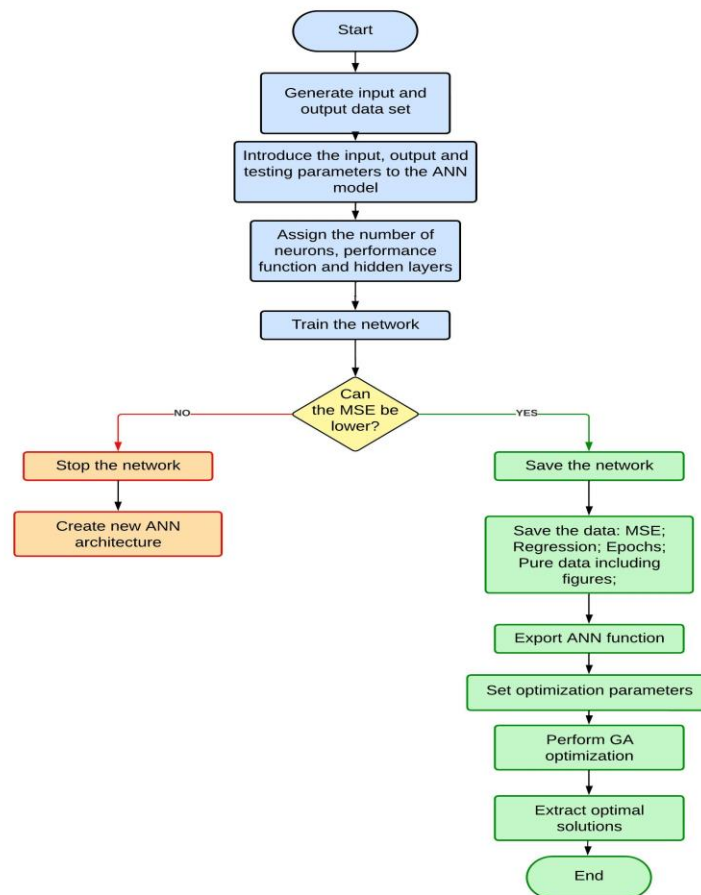 Start
Generate input and
output data set
Introduce the input, output and
testing parameters to the ANN
model
Assign the number of
neurons, performance
function and hidden layers
Train the network
Can
the MSE be
lower?
NO
YES
Stop the network
Create new ANN
architecture
Save the network
Save the data: MSE;
Regression; Epochs;
Pure data including
figures;
Export ANN function
Set optimization parameters
Perform GA
optimization
Extract optimal
solutions
End